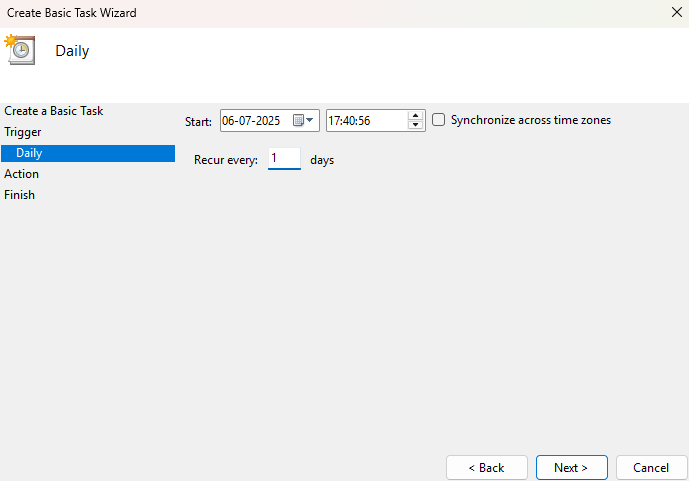 Create Basic Task Wizard
Daily
Create a Basic Task
Trigger
Daily
Action
Finish
Start: 06-07-2025 17:40:56 Synchronize across time zones
Recur every: 1 days
< Back Next > Cancel